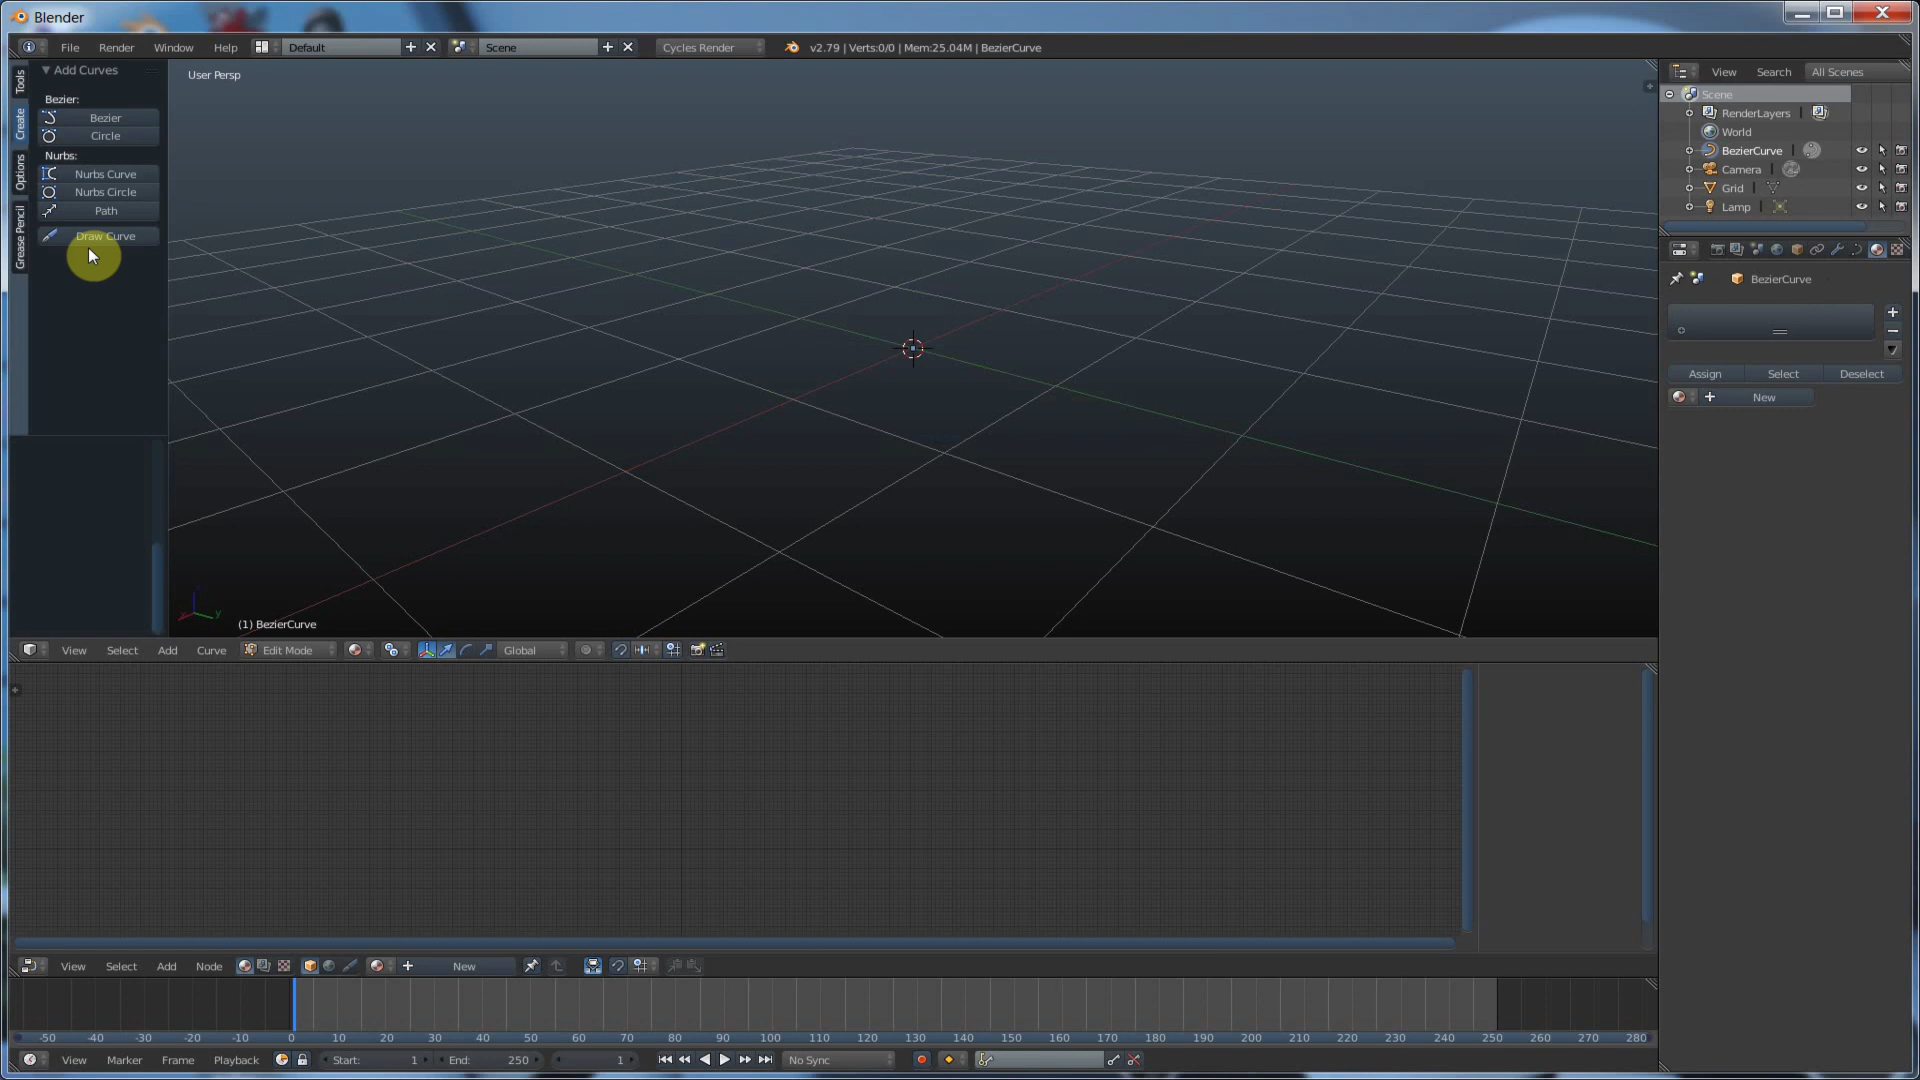 Blender
File Render Window Help Default Scene Cycles Render v2.79 | Verts:0/0 | Mem:25.04M | BezierCurve
Tools
Create
Options
Grease Pencil
Add Curves
Bezier:
Bezier
Circle
Nurbs:
Nurbs Curve
Nurbs Circle
Path
Draw Curve
User Persp
(1) BezierCurve
View Search All Scenes
Scene
RenderLayers
World
BezierCurve
Camera
Grid
Lamp
BezierCurve
Assign Select Deselect
New
View Select Add Curve Edit Mode Global
View Select Add Node New
-50 -40 -30 -20 -10 0 10 20 30 40 50 60 70 80 90 100 110 120 130 140 150 160 170 180 190 200 210 220 230 240 250 260 270 280
View Marker Frame Playback Start: 1 End: 250 1 No Sync